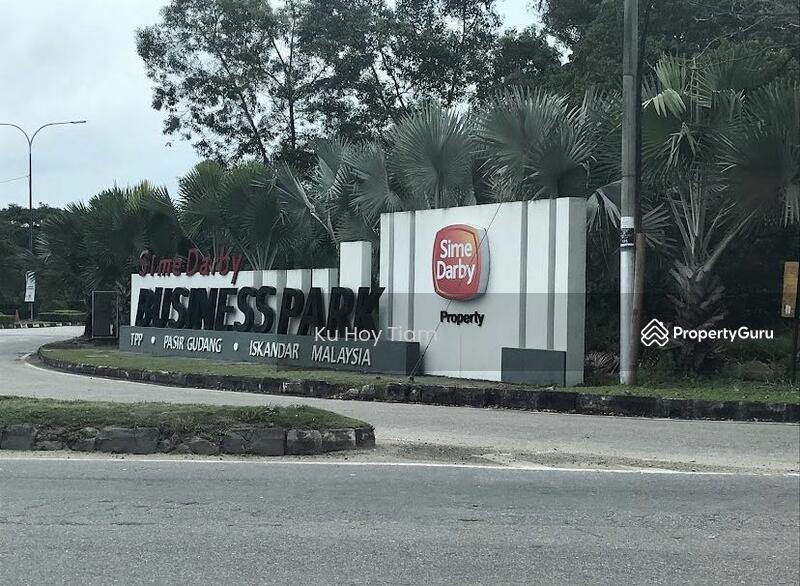 Sime Darby
BUSINESS PARK
TPP • PASIR GUDANG • ISKANDAR MALAYSIA
Sime
Darby
Property
Ku Hoy Tiam
PropertyGuru